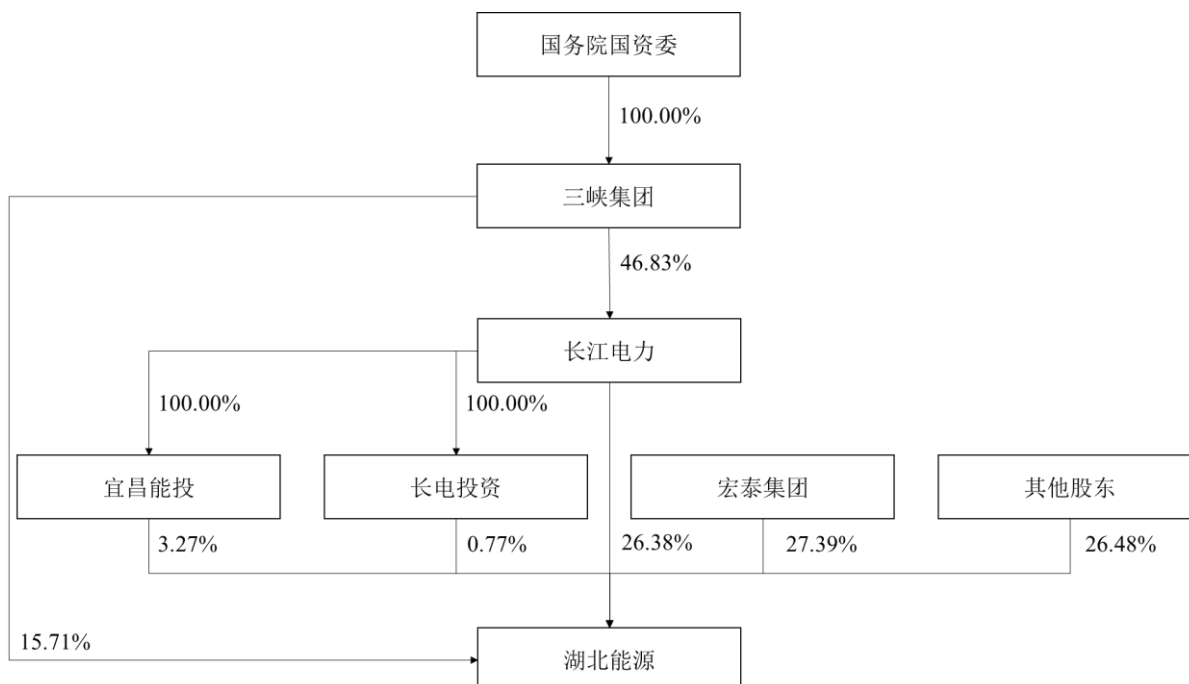 国务院国资委
100.00%
三峡集团
46.83%
长江电力
100.00%
100.00%
宜昌能投
长电投资
宏泰集团
其他股东
3.27%
0.77%
26.38%
27.39%
26.48%
15.71%
湖北能源